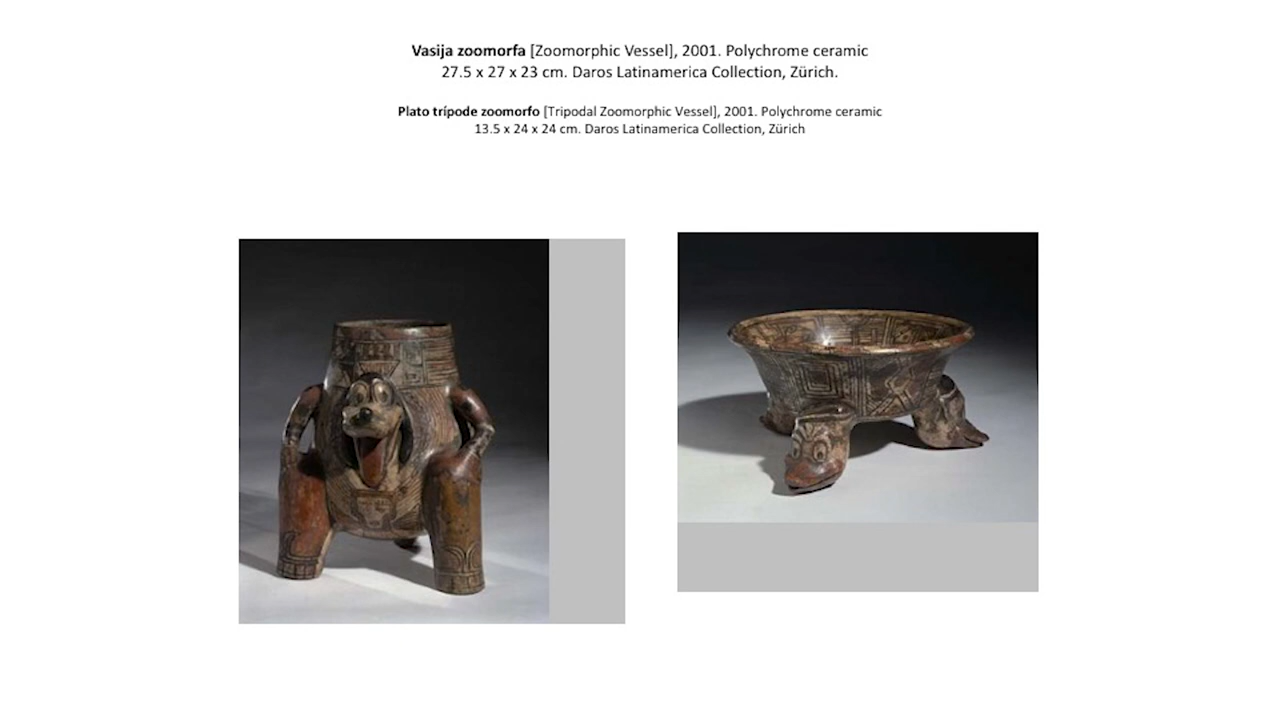 Vasija zoomorfa [Zoomorphic Vessel], 2001. Polychrome ceramic
27.5 x 27 x 23 cm. Daros Latinamerica Collection, Zürich.
Plato trípode zoomorfo [Tripodal Zoomorphic Vessel], 2001. Polychrome ceramic
13.5 x 24 x 24 cm. Daros Latinamerica Collection, Zürich